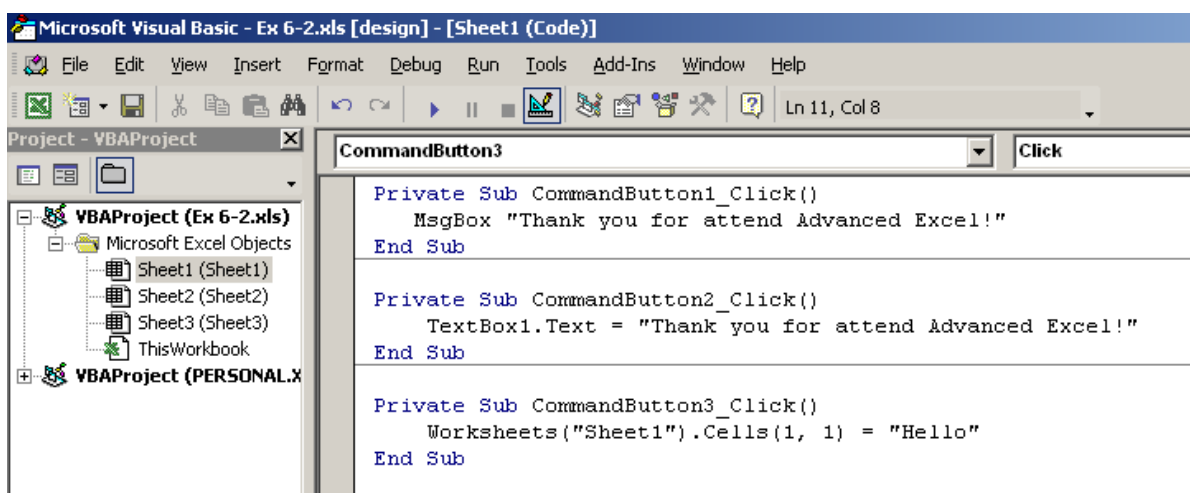 Microsoft Visual Basic - Ex 6-2.xls [design] - [Sheet1 (Code)]
File Edit View Insert Format Debug Run Tools Add-Ins Window Help
Ln 11, Col 8
Project - VBAProject
CommandButton3 Click
VBAProject (Ex 6-2.xls)
Microsoft Excel Objects
Sheet1 (Sheet1)
Sheet2 (Sheet2)
Sheet3 (Sheet3)
ThisWorkbook
VBAProject (PERSONAL.X
Private Sub CommandButton1_Click()
MsgBox "Thank you for attend Advanced Excel!"
End Sub
Private Sub CommandButton2_Click()
TextBox1.Text = "Thank you for attend Advanced Excel!"
End Sub
Private Sub CommandButton3_Click()
Worksheets("Sheet1").Cells(1, 1) = "Hello"
End Sub